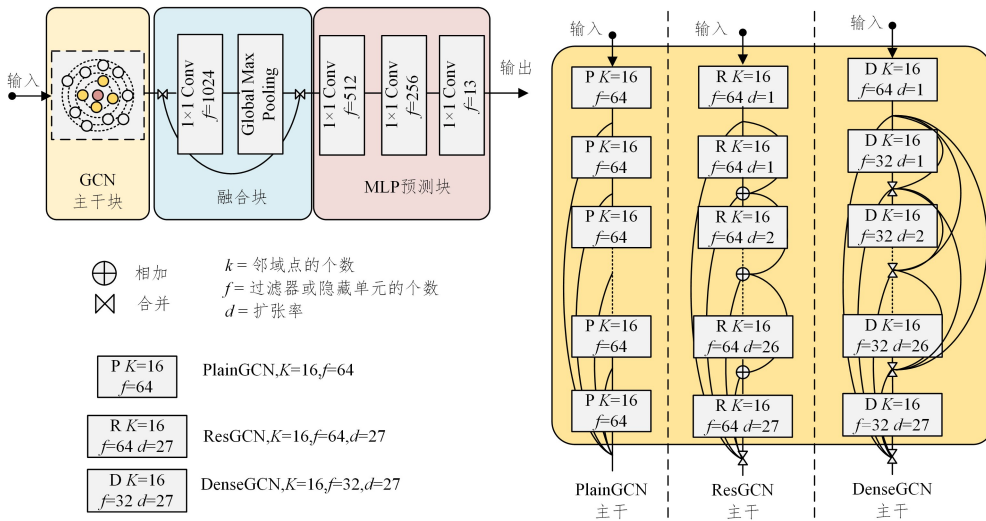 输入
1×1 Conv
f=1024
Global Max
Pooling
1×1 Conv
f=512
1×1 Conv
f=256
1×1 Conv
f=13
输出
GCN
主干块
融合块
MLP预测块
相加
合并
k = 邻域点的个数
f = 过滤器或隐藏单元的个数
d = 扩张率
P K=16
f=64
PlainGCN,K=16,f=64
R K=16
f=64 d=27
ResGCN,K=16,f=64,d=27
D K=16
f=32 d=27
DenseGCN,K=16,f=32,d=27
输入
P K=16
f=64
P K=16
f=64
P K=16
f=64
P K=16
f=64
P K=16
f=64
PlainGCN
主干
输入
R K=16
f=64 d=1
R K=16
f=64 d=1
R K=16
f=64 d=2
R K=16
f=64 d=26
R K=16
f=64 d=27
ResGCN
主干
输入
D K=16
f=64 d=1
D K=16
f=32 d=1
D K=16
f=32 d=2
D K=16
f=32 d=26
D K=16
f=32 d=27
DenseGCN
主干